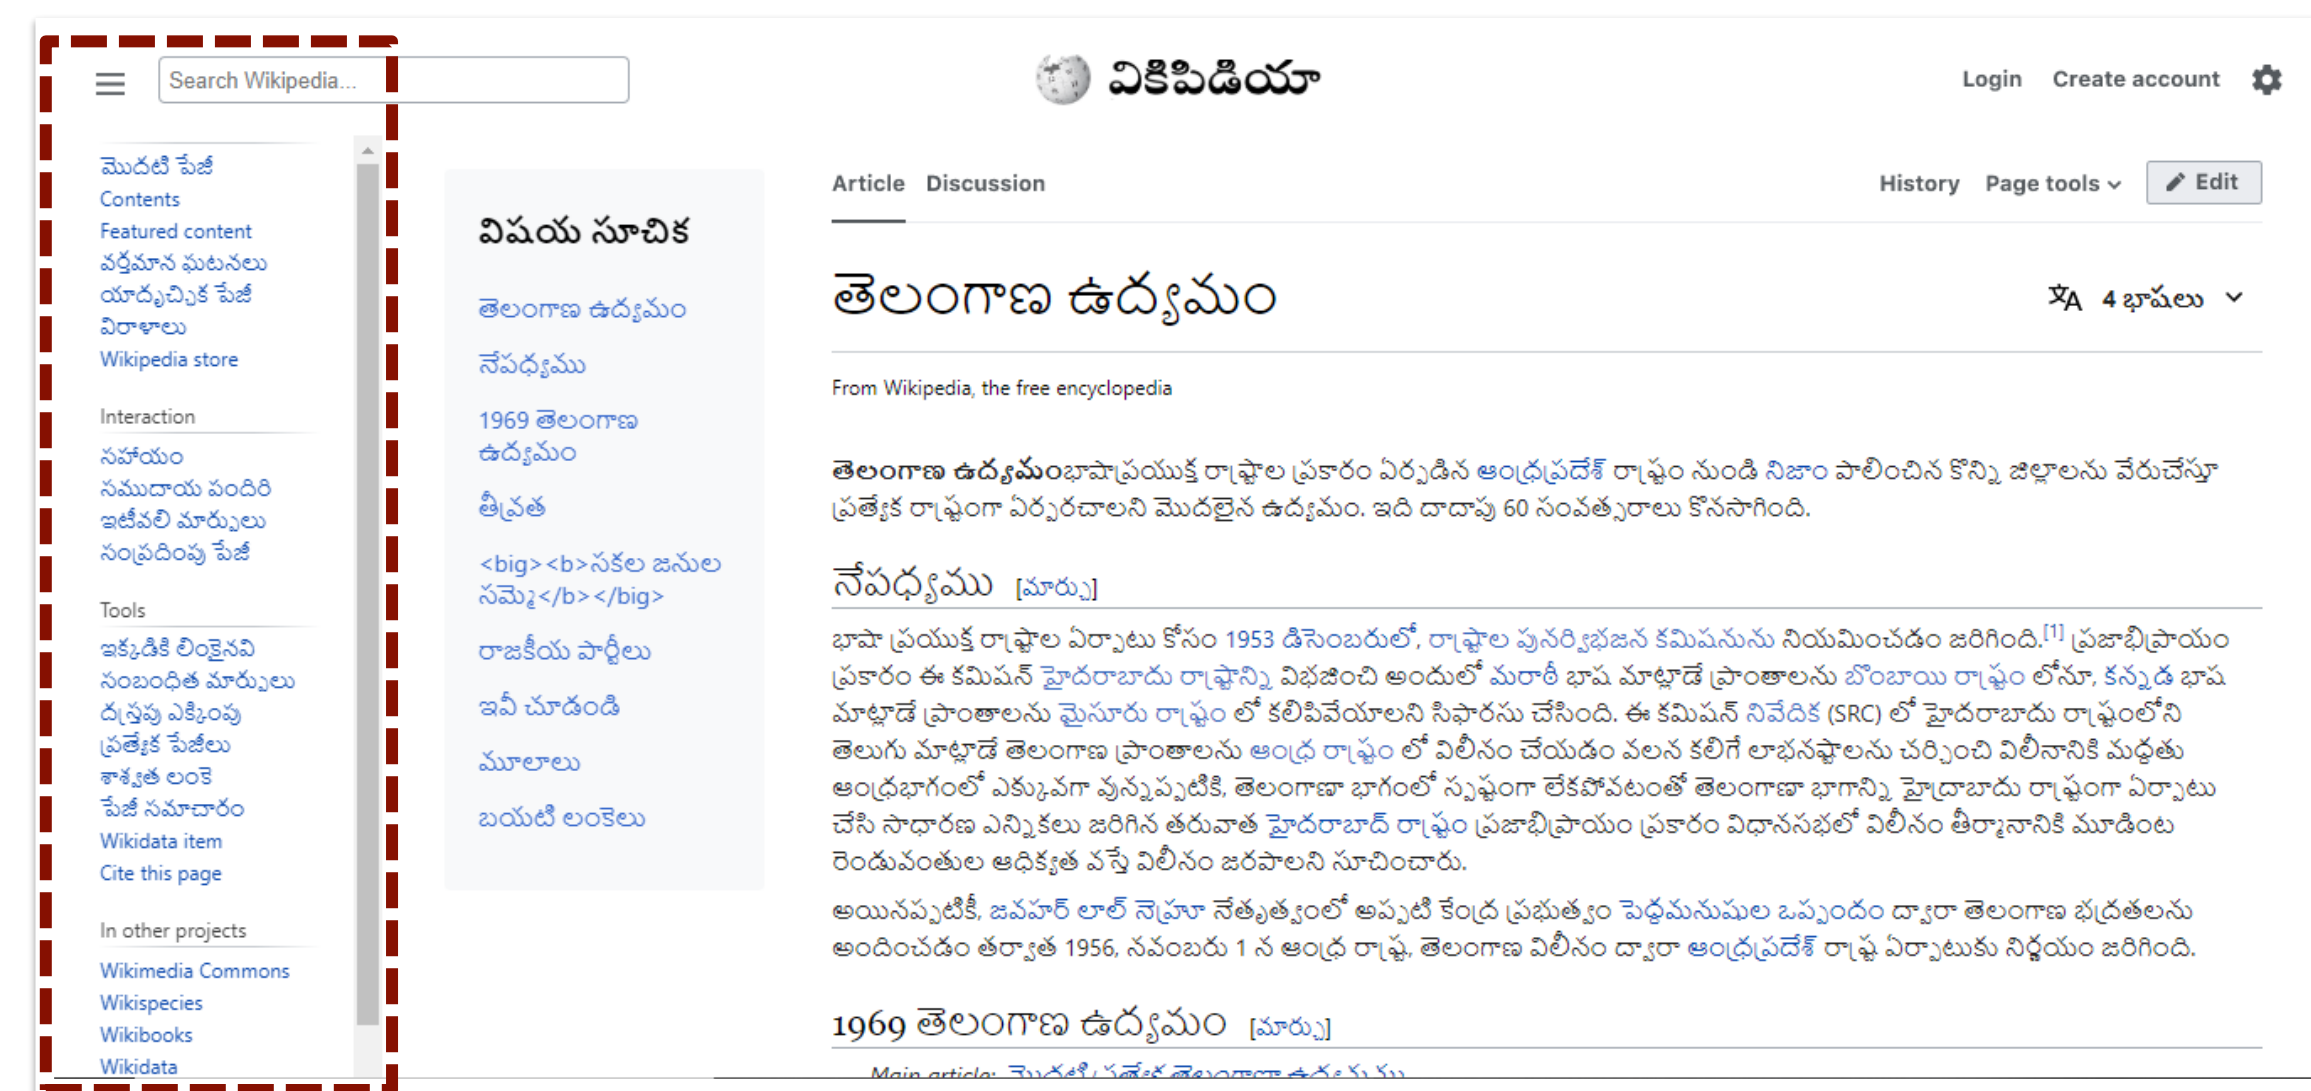 Search Wikipedia...
వికీపీడియా
Login Create account
మొదటి పేజీ
Contents
Featured content
వర్తమాన ఘటనలు
యాదృచ్ఛిక పేజీ
విరాళాలు
Wikipedia store
Interaction
సహాయం
సముదాయ పందిరి
ఇటీవలి మార్పులు
సంప్రదింపు పేజీ
Tools
ఇక్కడికి లింకైనవి
సంబంధిత మార్పులు
దస్త్రపు ఎక్కింపు
ప్రత్యేక పేజీలు
శాశ్వత లంకె
పేజీ సమాచారం
Wikidata item
Cite this page
In other projects
Wikimedia Commons
Wikispecies
Wikibooks
Wikidata
విషయ సూచిక
తెలంగాణ ఉద్యమం
నేపధ్యము
1969 తెలంగాణ
ఉద్యమం
తీవ్రత
<big><b>సకల జనుల
సమ్మె</b></big>
రాజకీయ పార్టీలు
ఇవీ చూడండి
మూలాలు
బయటి లంకెలు
Article Discussion
History Page tools Edit
తెలంగాణ ఉద్యమం
4 భాషలు
From Wikipedia, the free encyclopedia
తెలంగాణ ఉద్యమంభాషాప్రయుక్త రాష్ట్రాల ప్రకారం ఏర్పడిన ఆంధ్రప్రదేశ్ రాష్ట్రం నుండి నిజాం పాలించిన కొన్ని జిల్లాలను వేరుచేస్తూ
ప్రత్యేక రాష్ట్రంగా ఏర్పరచాలని మొదలైన ఉద్యమం. ఇది దాదాపు 60 సంవత్సరాలు కొనసాగింది.
నేపధ్యము [మార్చు]
భాషా ప్రయుక్త రాష్ట్రాల ఏర్పాటు కోసం 1953 డిసెంబరులో, రాష్ట్రాల పునర్విభజన కమిషనును నియమించడం జరిగింది.[1] ప్రజాభిప్రాయం
ప్రకారం ఈ కమిషన్ హైదరాబాదు రాష్ట్రాన్ని విభజించి అందులో మరాఠీ భాష మాట్లాడే ప్రాంతాలను బొంబాయి రాష్ట్రం లోనూ, కన్నడ భాష
మాట్లాడే ప్రాంతాలను మైసూరు రాష్ట్రం లో కలిపివేయాలని సిఫారసు చేసింది. ఈ కమిషన్ నివేదిక (SRC) లో హైదరాబాదు రాష్ట్రంలోని
తెలుగు మాట్లాడే తెలంగాణ ప్రాంతాలను ఆంధ్ర రాష్ట్రం లో విలీనం చేయడం వలన కలిగే లాభనష్టాలను చర్చించి విలీనానికి మద్ధతు
ఆంధ్రభాగంలో ఎక్కువగా వున్నప్పటికి, తెలంగాణా భాగంలో స్పష్టంగా లేకపోవటంతో తెలంగాణా భాగాన్ని హైద్రాబాదు రాష్ట్రంగా ఏర్పాటు
చేసి సాధారణ ఎన్నికలు జరిగిన తరువాత హైదరాబాద్ రాష్ట్రం ప్రజాభిప్రాయం ప్రకారం విధానసభలో విలీనం తీర్మానానికి మూడింట
రెండువంతుల ఆధిక్యత వస్తే విలీనం జరపాలని సూచించారు.
అయినప్పటికీ, జవహర్ లాల్ నెహ్రూ నేతృత్వంలో అప్పటి కేంద్ర ప్రభుత్వం పెద్దమనుషుల ఒప్పందం ద్వారా తెలంగాణ భద్రతలను
అందించడం తర్వాత 1956, నవంబరు 1 న ఆంధ్ర రాష్ట్ర, తెలంగాణ విలీనం ద్వారా ఆంధ్రప్రదేశ్ రాష్ట్ర ఏర్పాటుకు నిర్ణయం జరిగింది.
1969 తెలంగాణ ఉద్యమం [మార్చు]
Main article: మొదటి ప్రత్యేక తెలంగాణా ఉద్యమము